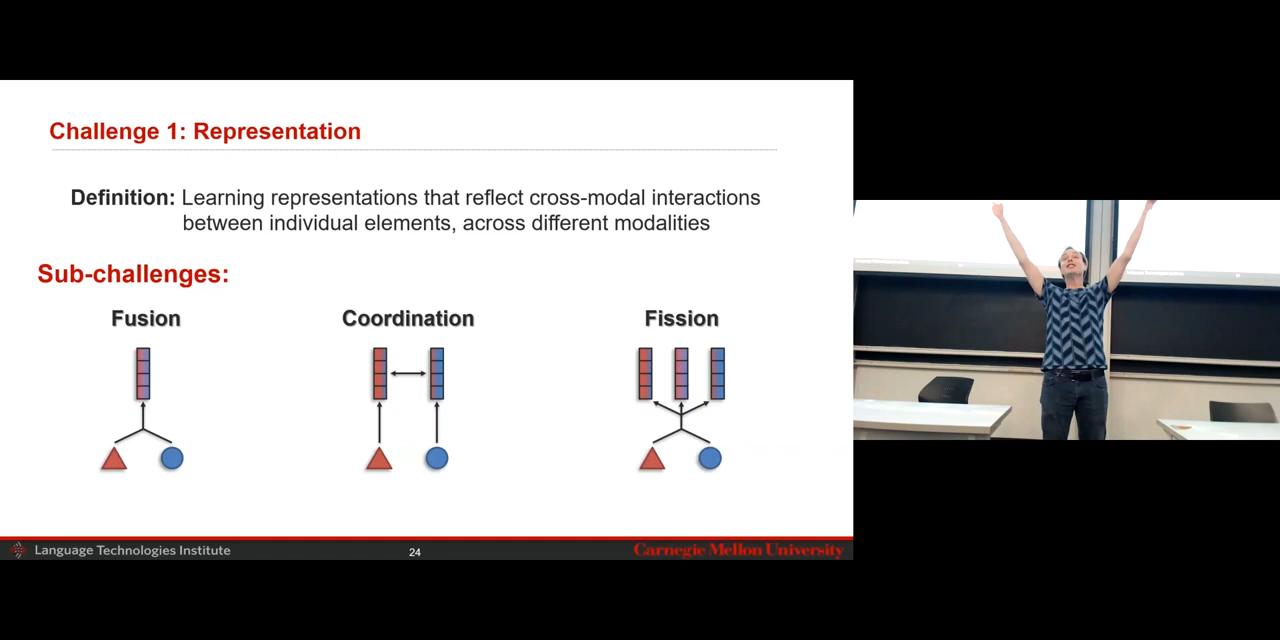 Challenge 1: Representation
Definition: Learning representations that reflect cross-modal interactions
between individual elements, across different modalities
Sub-challenges:
Fusion
Coordination
Fission
Language Technologies Institute
24
Carnegie Mellon University